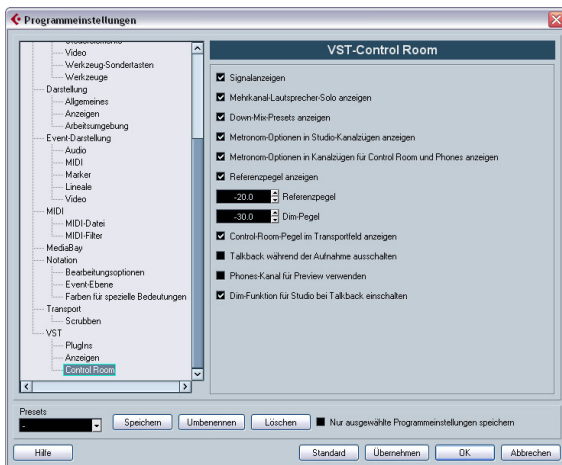 Programmeinstellungen
Video
Werkzeug-Sondertasten
Werkzeuge
Darstellung
Allgemeines
Anzeigen
Arbeitsumgebung
Event-Darstellung
Audio
MIDI
Marker
Lineale
Video
MIDI
MIDI-Datei
MIDI-Filter
MediaBay
Notation
Bearbeitungsoptionen
Event-Ebene
Farben für spezielle Bedeutungen
Transport
Scrubben
VST
PlugIns
Anzeigen
Control Room
VST-Control Room
Signalanzeigen
Mehrkanal-Lautsprecher-Solo anzeigen
Down-Mix-Presets anzeigen
Metronom-Optionen in Studio-Kanalzügen anzeigen
Metronom-Optionen in Kanalzügen für Control Room und Phones anzeigen
Referenzpegel anzeigen
-20.0 Referenzpegel
-30.0 Dim-Pegel
Control-Room-Pegel im Transportfeld anzeigen
Talkback während der Aufnahme ausschalten
Phones-Kanal für Preview verwenden
Dim-Funktion für Studio bei Talkback einschalten
Presets
- Speichern Umbenennen Löschen Nur ausgewählte Programmeinstellungen speichern
Hilfe Standard Übernehmen OK Abbrechen